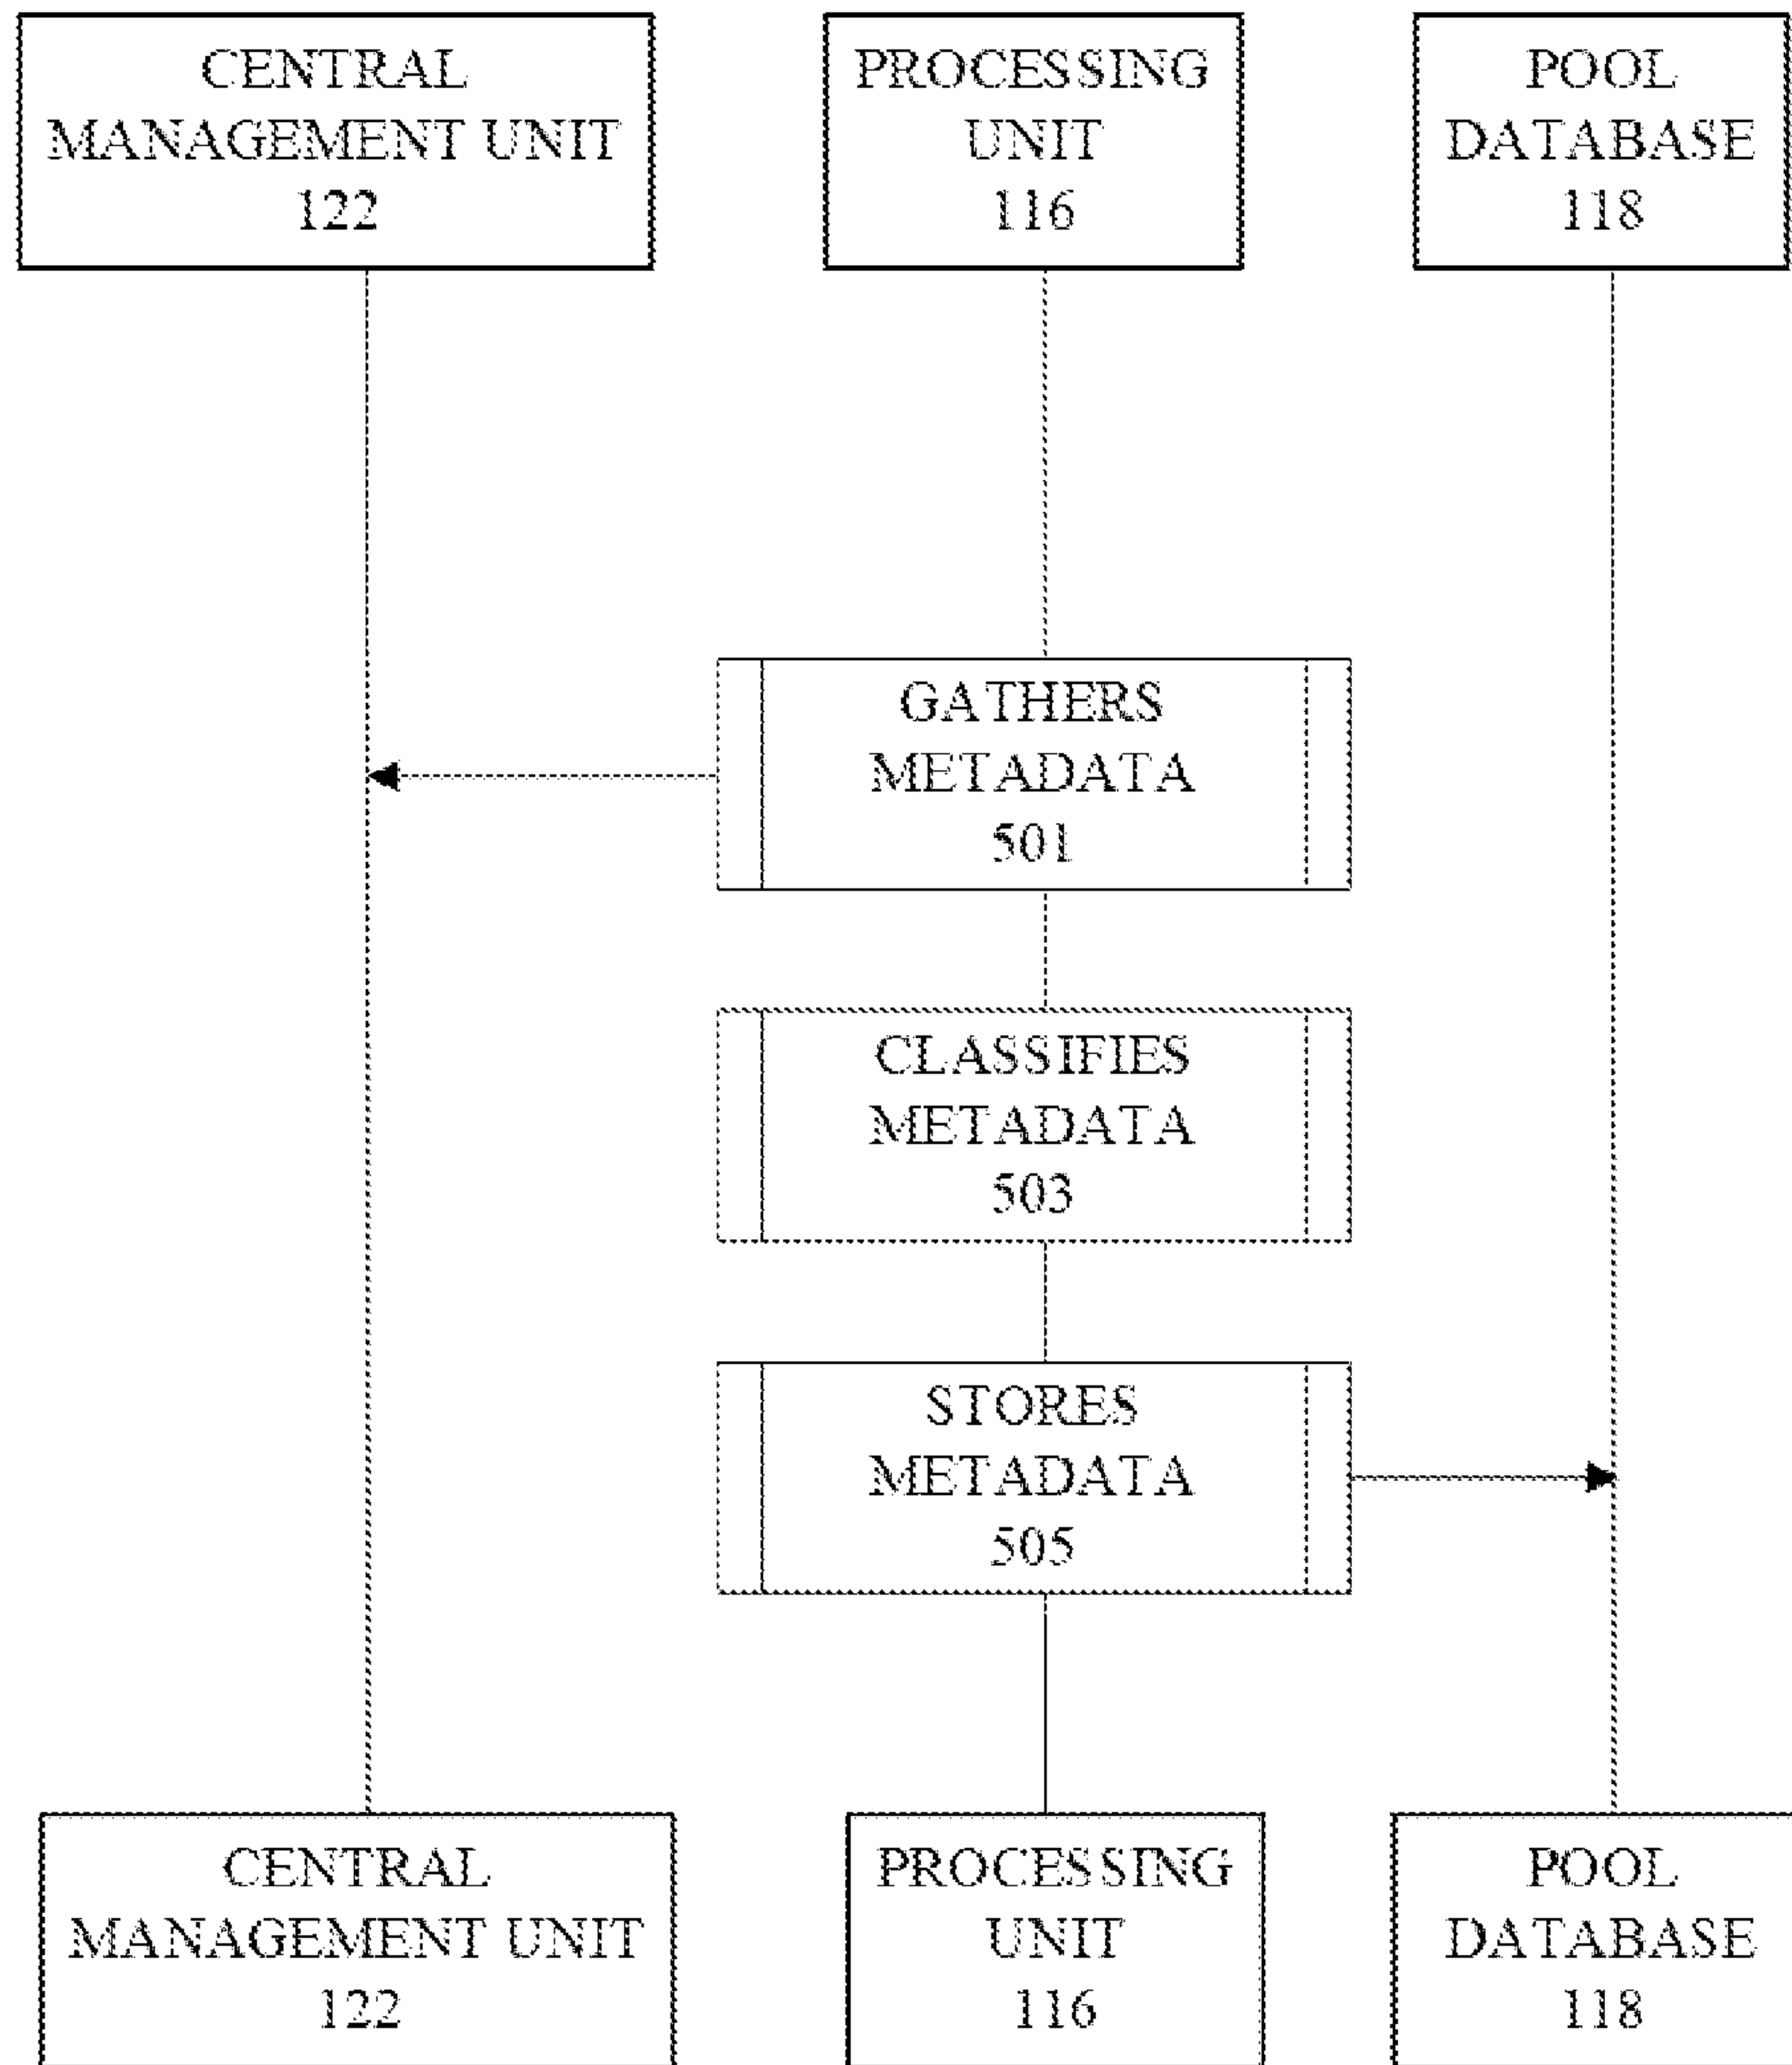 CENTRAL
MANAGEMENT UNIT
122
PROCESSING
UNIT
116
POOL
DATABASE
118
GATHERS
METADATA
501
CLASSIFIES
METADATA
503
STORES
METADATA
505
CENTRAL
MANAGEMENT UNIT
122
PROCESSING
UNIT
116
POOL
DATABASE
118